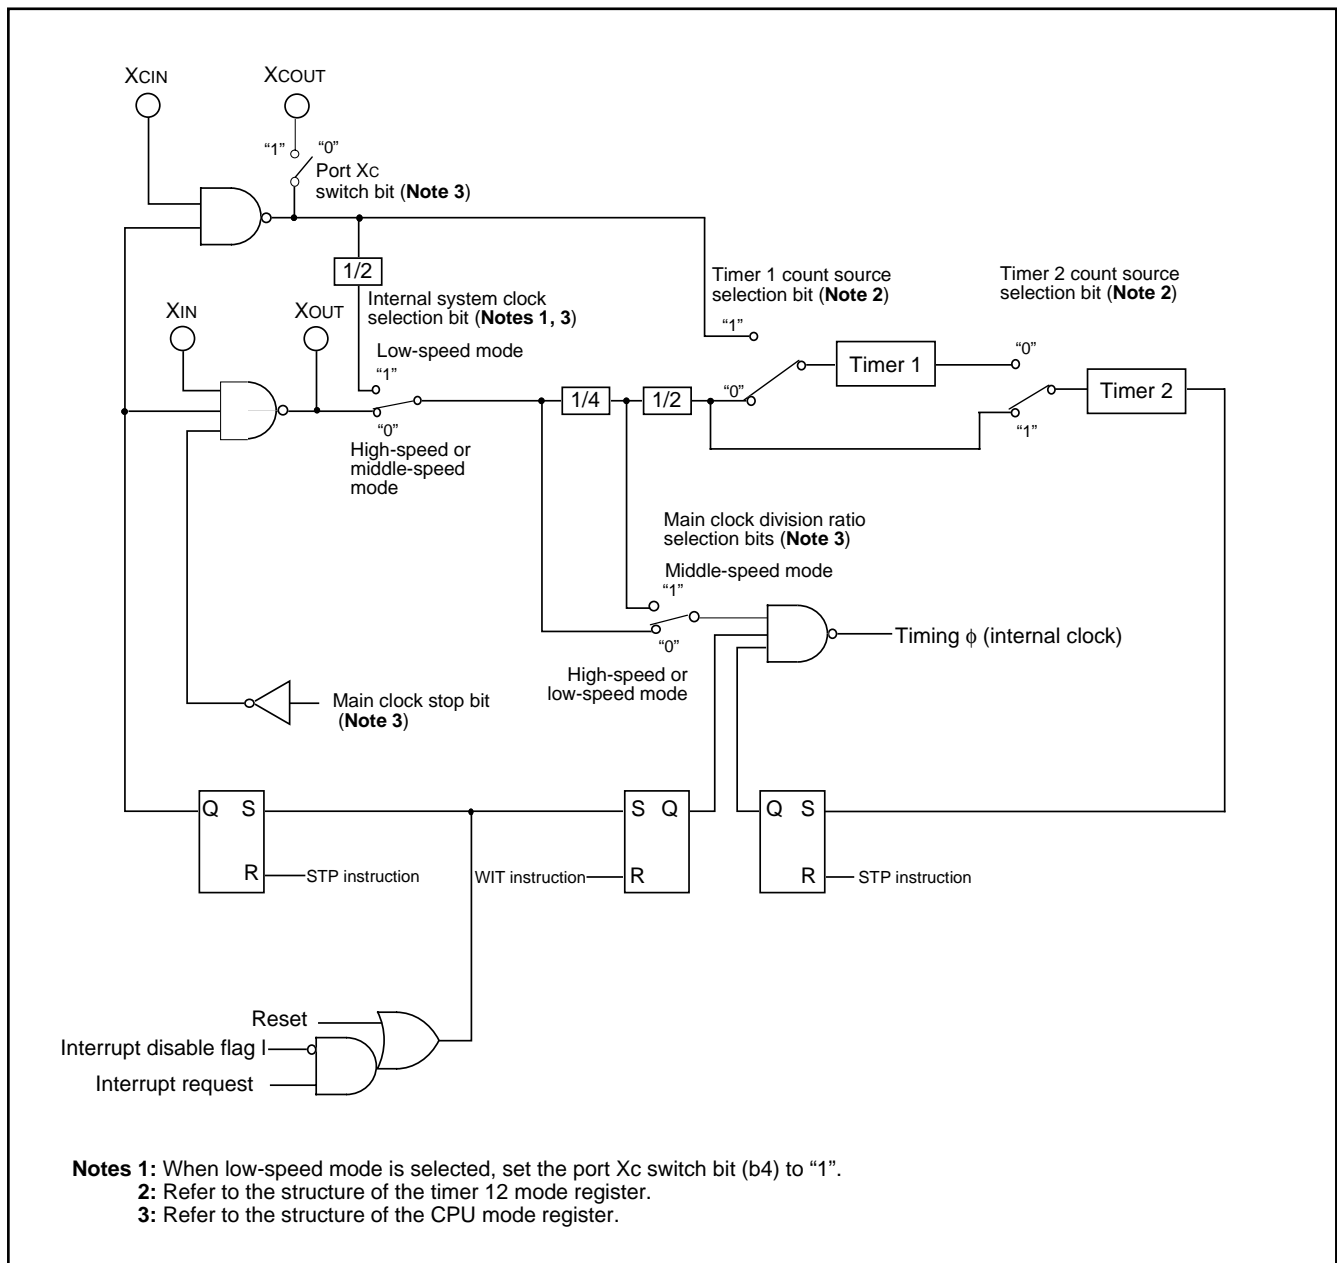 XCIN
XCOUT
“1”
“0”
Port XC
switch bit (Note 3)
1/2
Timer 1 count source
selection bit (Note 2)
Timer 2 count source
selection bit (Note 2)
XIN
XOUT
Internal system clock
selection bit (Notes 1, 3)
Low-speed mode
“1”
“1”
“0”
Timer 1
“0”
Timer 2
“1”
1/4
1/2
“0”
High-speed or
middle-speed
mode
Main clock division ratio
selection bits (Note 3)
Middle-speed mode
“1”
“0”
Timing ϕ (internal clock)
High-speed or
low-speed mode
Main clock stop bit
(Note 3)
Q S
R
STP instruction
S Q
R
WIT instruction
Q S
R
STP instruction
Reset
Interrupt disable flag I
Interrupt request
Notes 1: When low-speed mode is selected, set the port Xc switch bit (b4) to “1”.
2: Refer to the structure of the timer 12 mode register.
3: Refer to the structure of the CPU mode register.